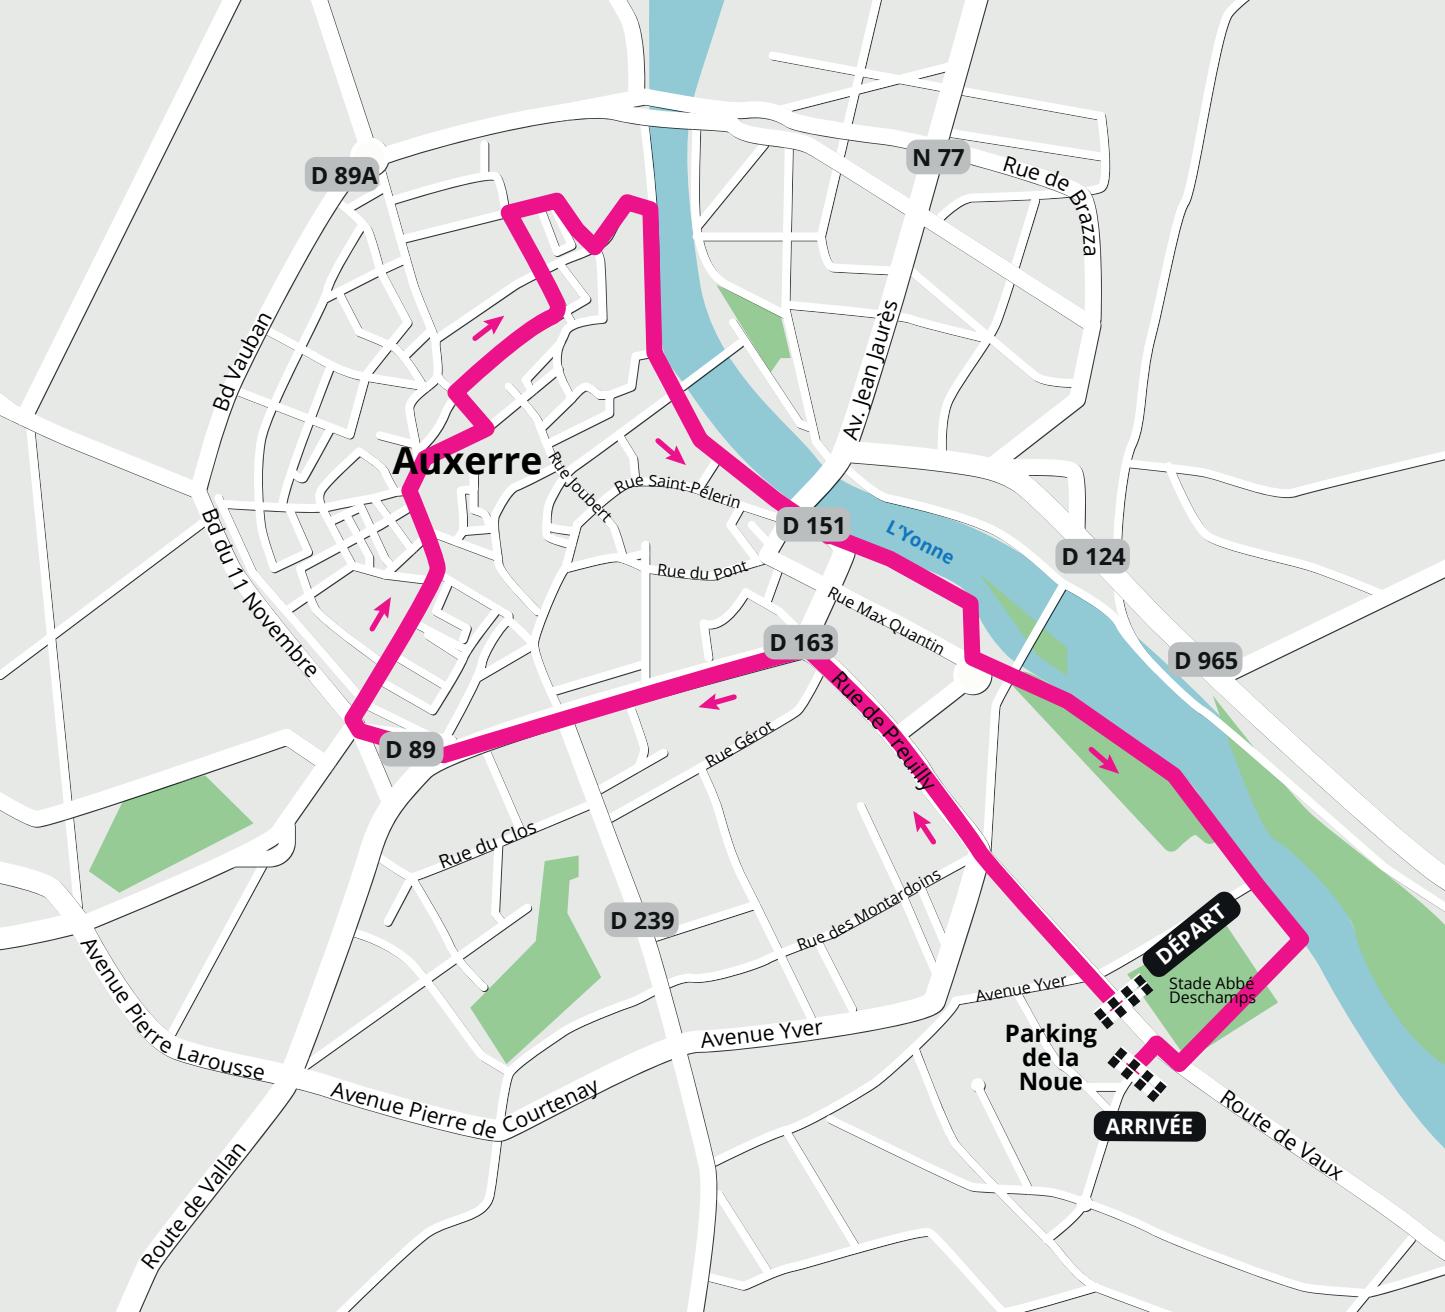 D 89A
N 77
Rue de Brazza
Bd Vauban
Av. Jean Jaurès
Auxerre
Rue Joubert
Rue Saint-Pélerin
D 151
L'Yonne
D 124
Bd du 11 Novembre
Rue du Pont
Rue Max Quantin
D 163
D 965
Rue de Preuilly
D 89
Rue Gérot
Rue du Clos
D 239
Rue des Montardoins
DÉPART
Stade Abbé
Deschamps
Avenue Yver
Avenue Yver
Parking
de la
Noue
ARRIVÉE
Avenue Pierre Larousse
Avenue Pierre de Courtenay
Route de Vaux
Route de Vallan